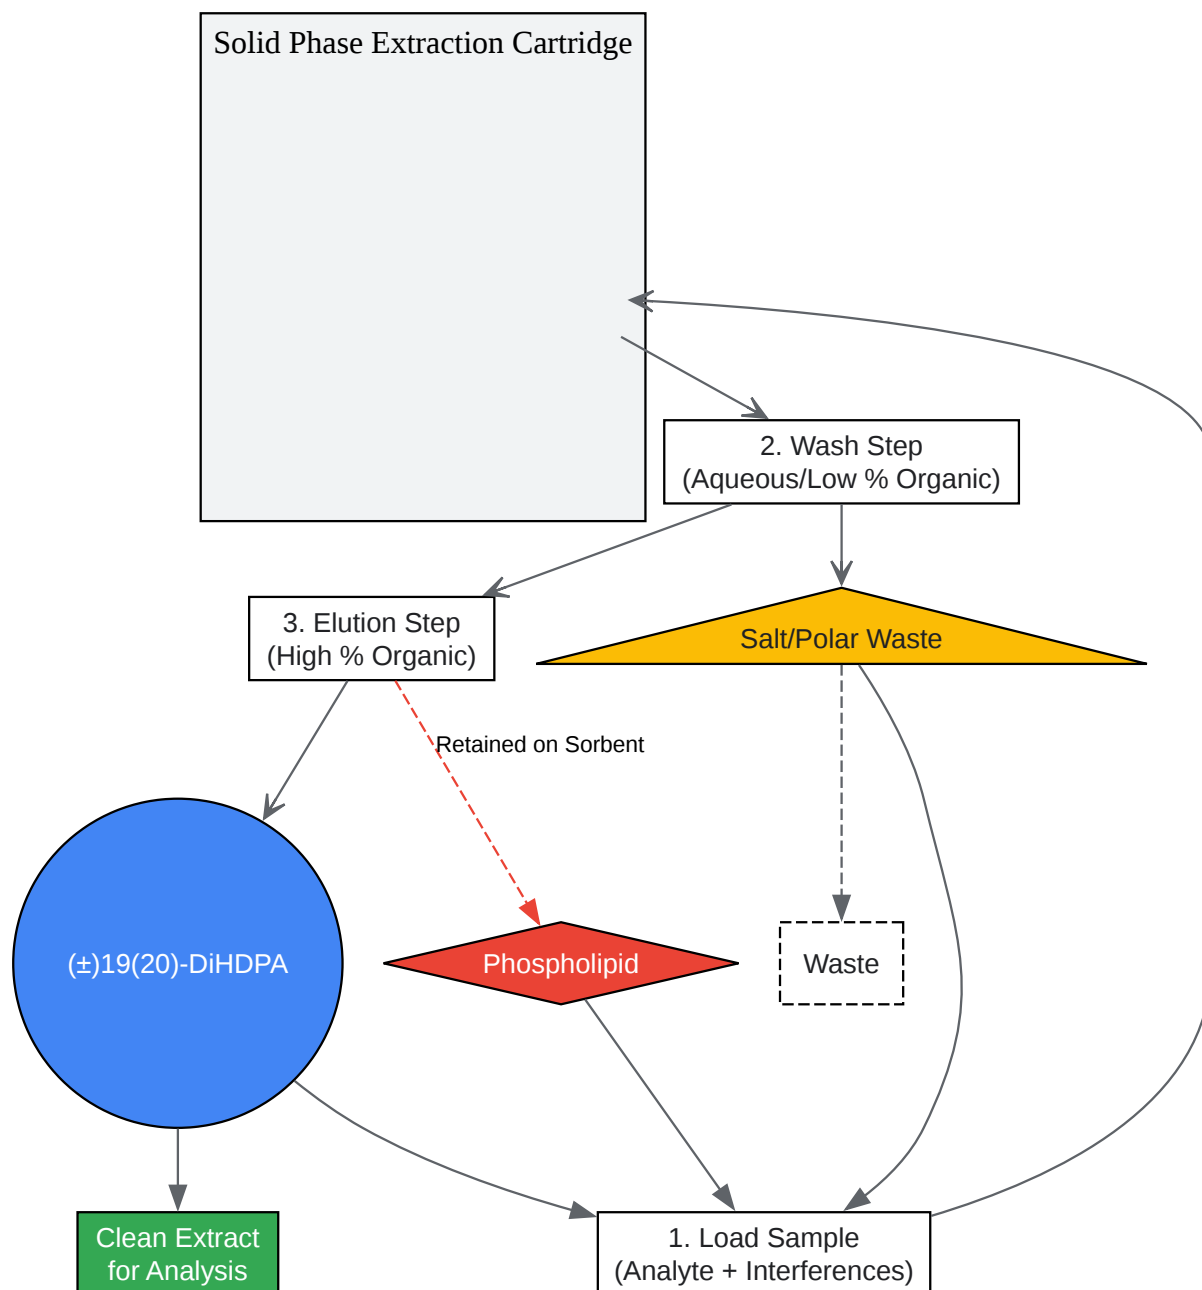 Solid Phase Extraction Cartridge
2. Wash Step
(Aqueous/Low % Organic)
3. Elution Step
(High % Organic)
Salt/Polar Waste
Retained on Sorbent
(±)19(20)-DiHDPA
Phospholipid
Waste
Clean Extract
for Analysis
1. Load Sample
(Analyte + Interferences)